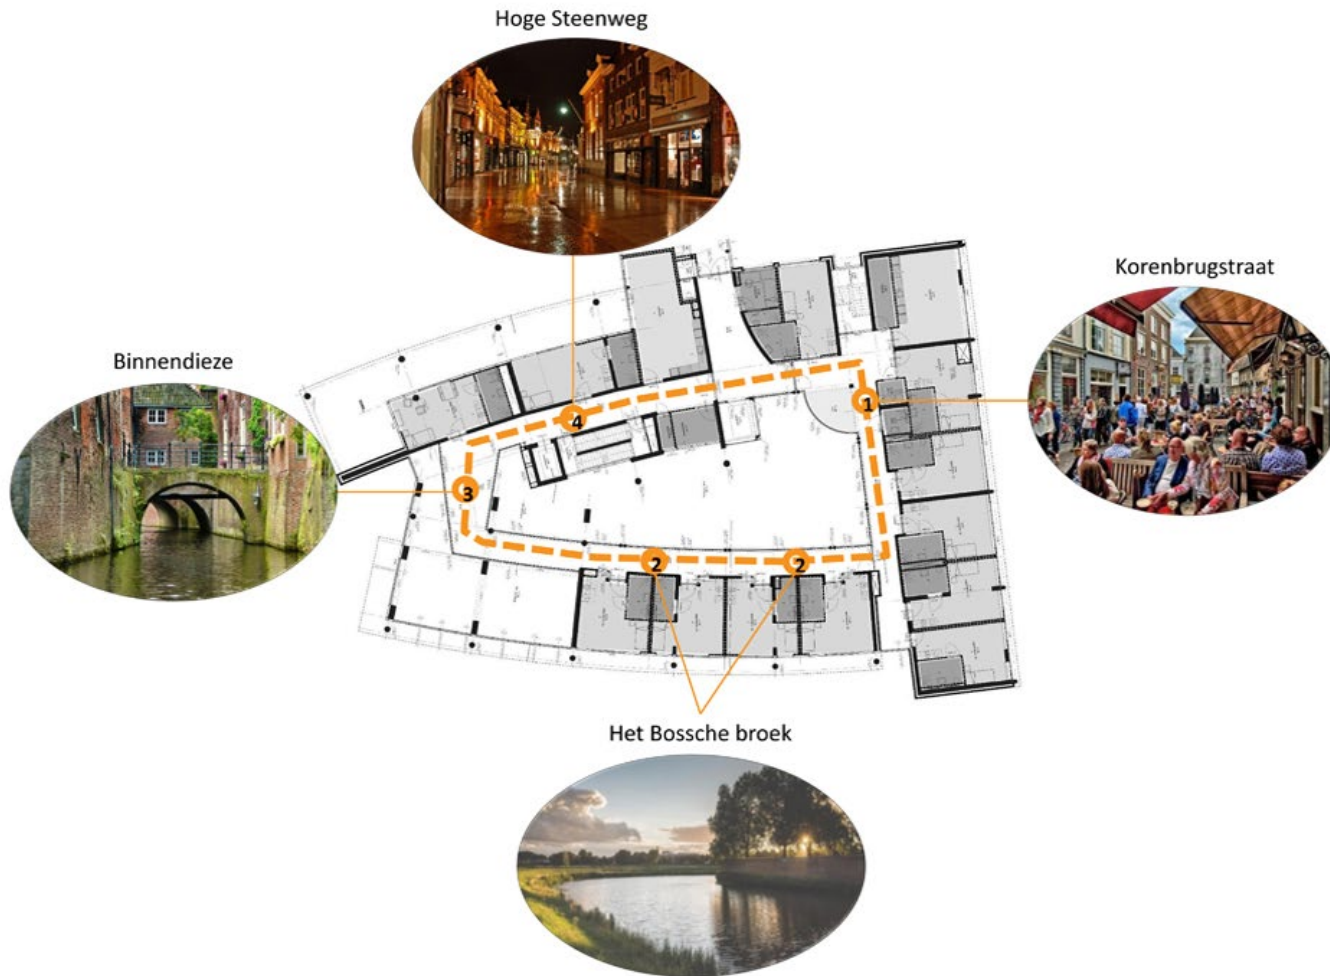 Hoge Steenweg
Korenbrugstraat
Binnendieze
1
4
3
2
2
Het Bossche broek